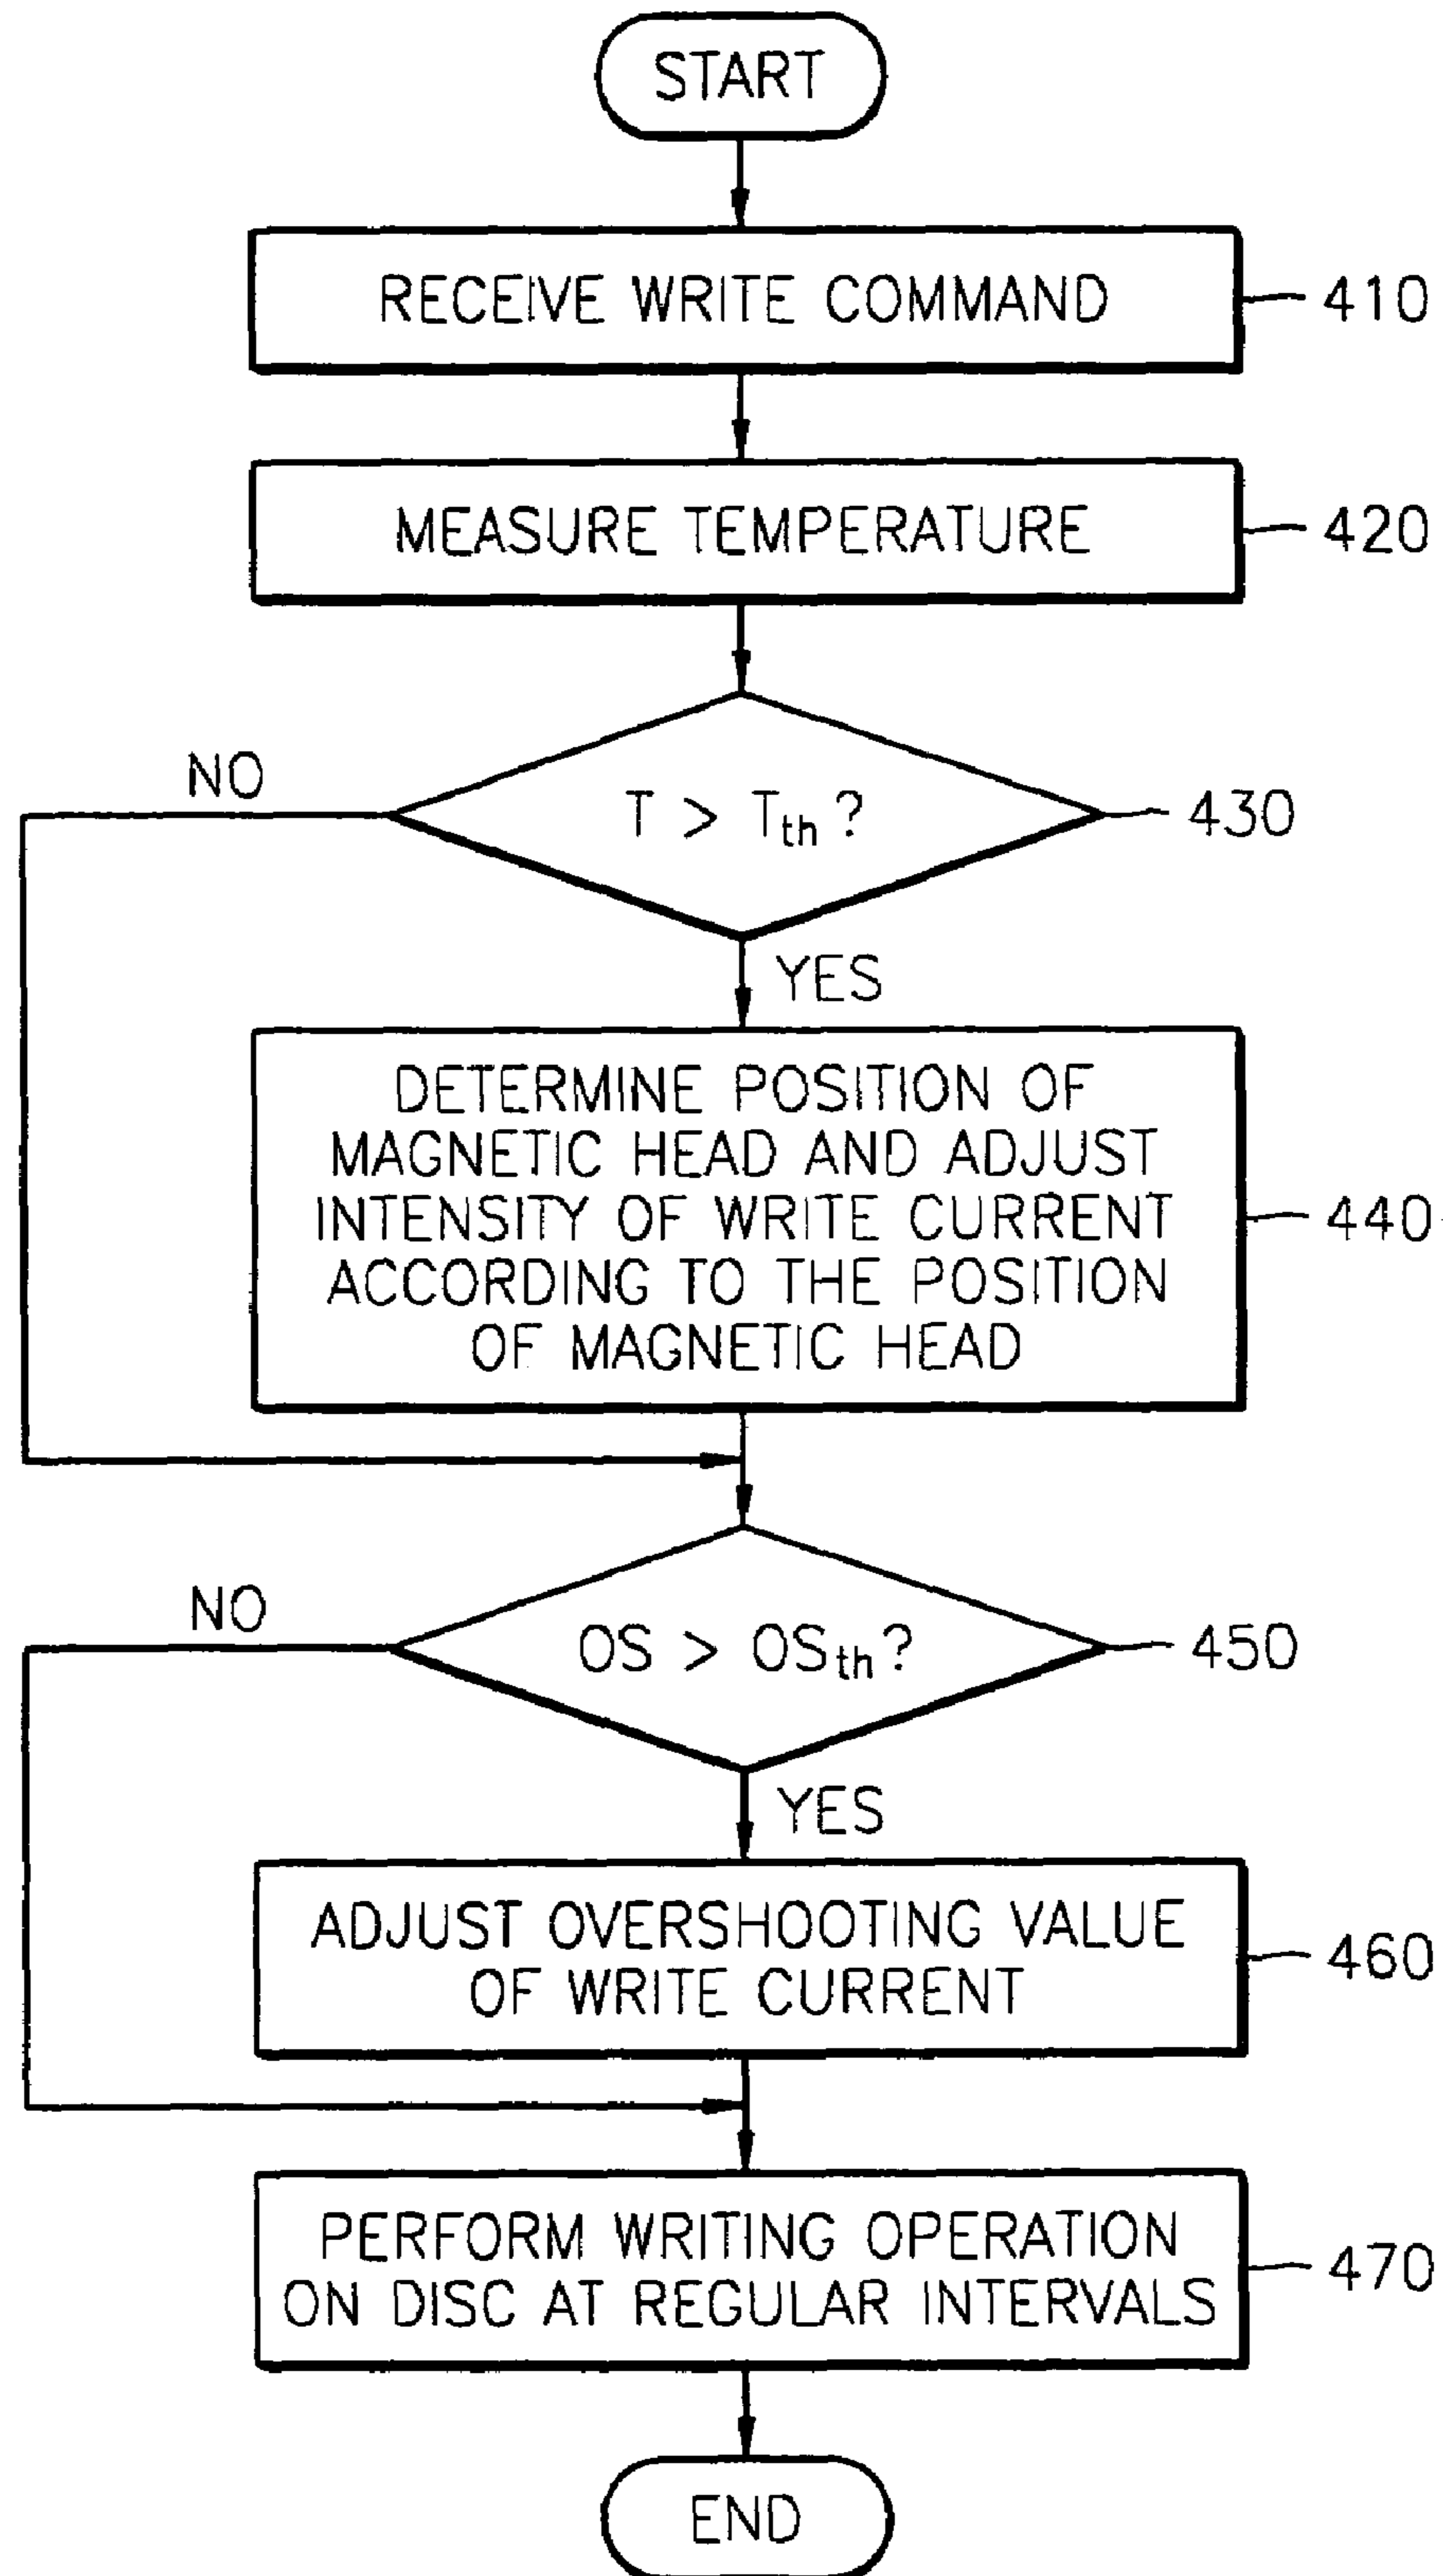 START
RECEIVE WRITE COMMAND
410
MEASURE TEMPERATURE
420
NO
T > Tth ?
430
YES
DETERMINE POSITION OF
MAGNETIC HEAD AND ADJUST
INTENSITY OF WRITE CURRENT
ACCORDING TO THE POSITION
OF MAGNETIC HEAD
440
NO
OS > OSth ?
450
YES
ADJUST OVERSHOOTING VALUE
OF WRITE CURRENT
460
PERFORM WRITING OPERATION
ON DISC AT REGULAR INTERVALS
470
END